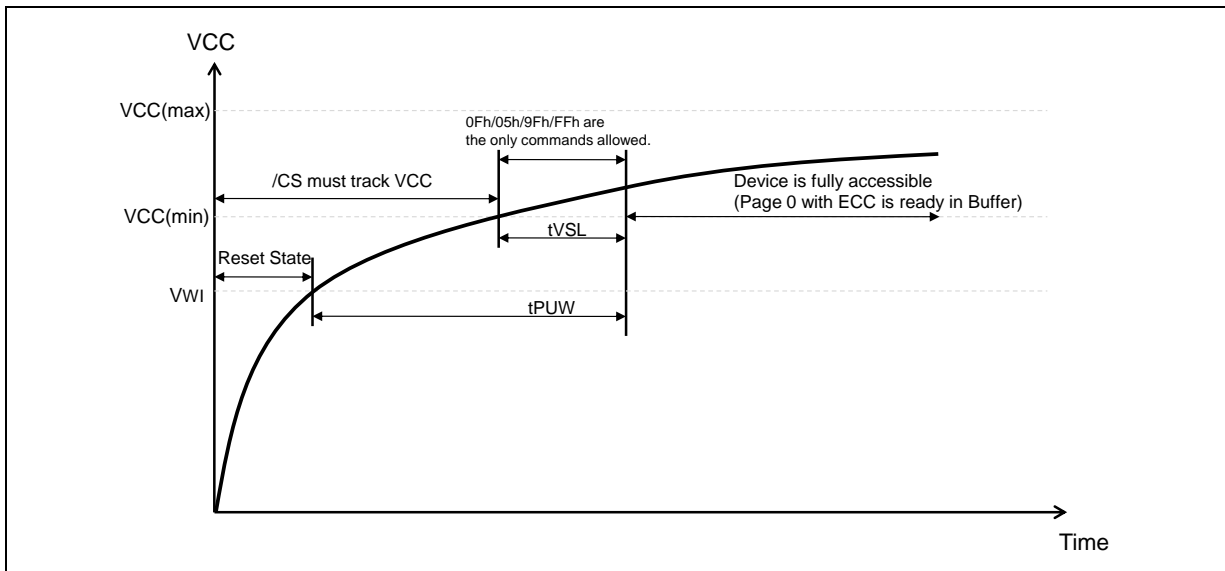 VCC
VCC(max)
0Fh/05h/9Fh/FFh are
the only commands allowed.
/CS must track VCC
Device is fully accessible
(Page 0 with ECC is ready in Buffer)
VCC(min)
tVSL
Reset State
VWI
tPUW
Time